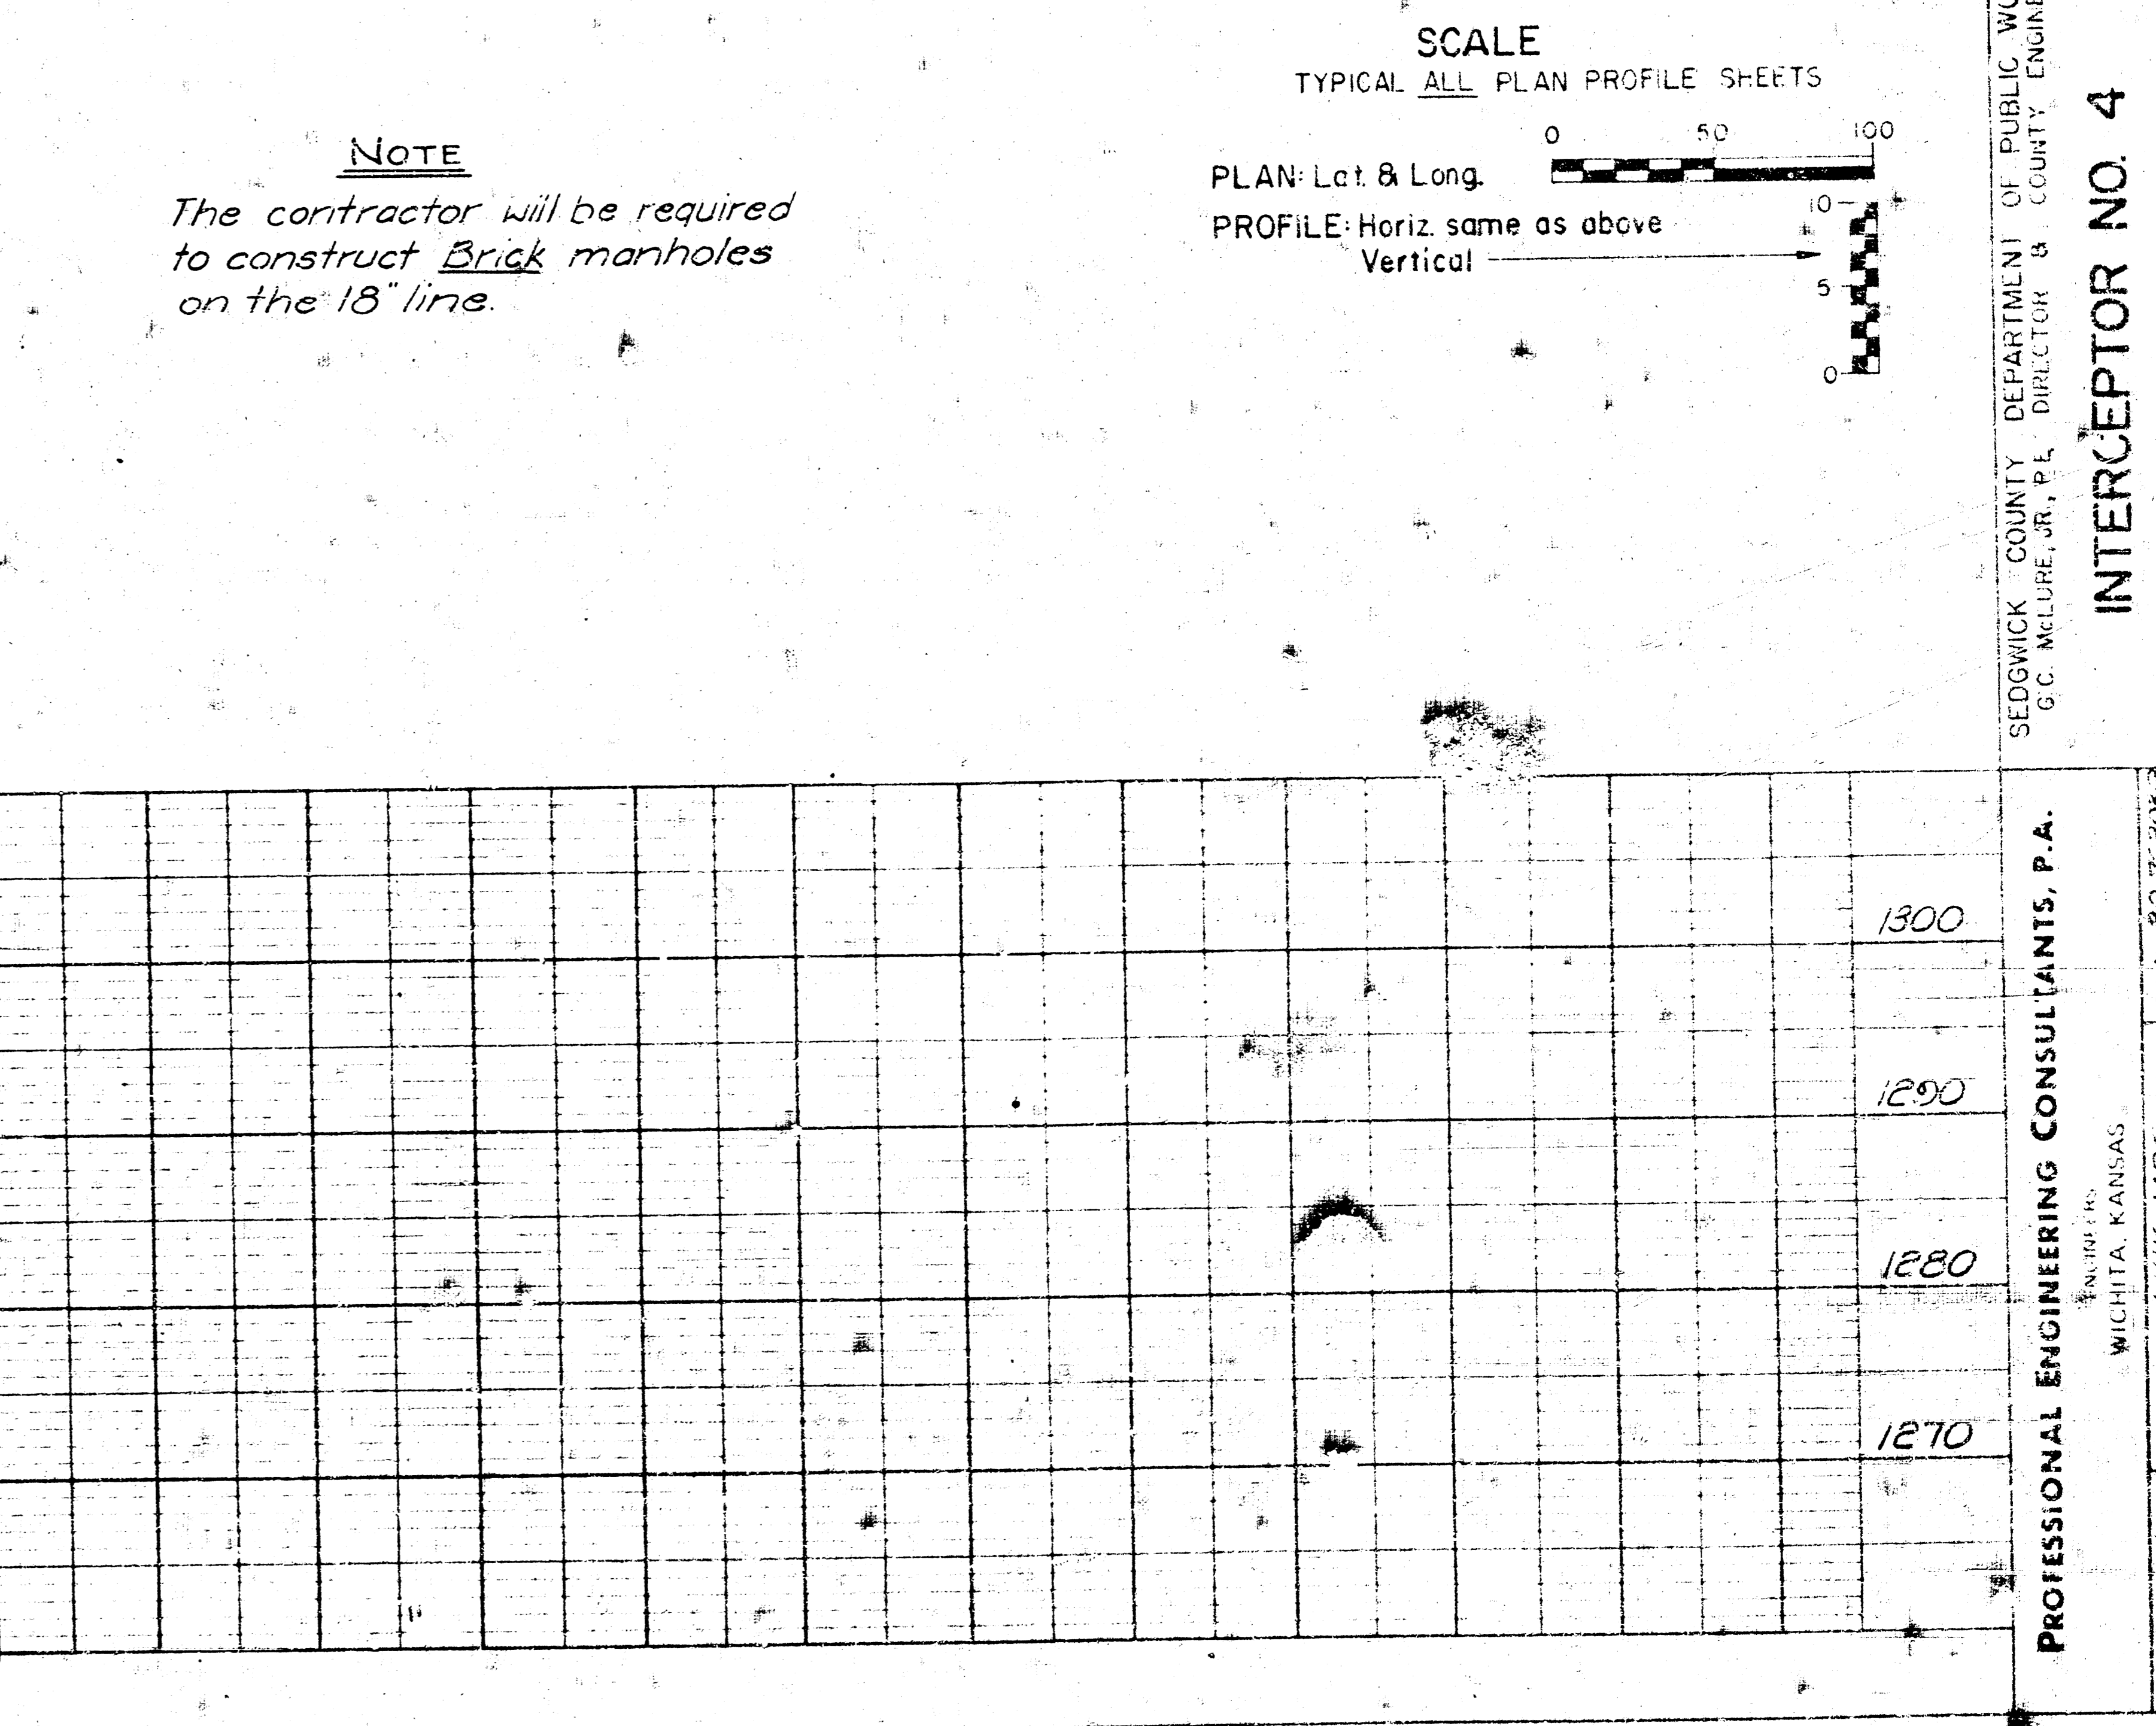 SCALE
TYPICAL ALL PLAN PROFILE SHEETS
0 50 100
PLAN: Lat. & Long.
PROFILE: Horiz. same as above
Vertical
10
5
0
NOTE
The contractor will be required
to construct Brick manholes
on the 18" line.
1300
1290
1280
1270
SEDGWICK COUNTY DEPARTMENT OF PUBLIC
G.C. McCLURE, JR., P.E. DIRECTOR & COUNTY
INTERCEPTOR NO. 4
PROFESSIONAL ENGINEERING CONSULTANTS, P.A.
ENGINEERS
WICHITA, KANSAS